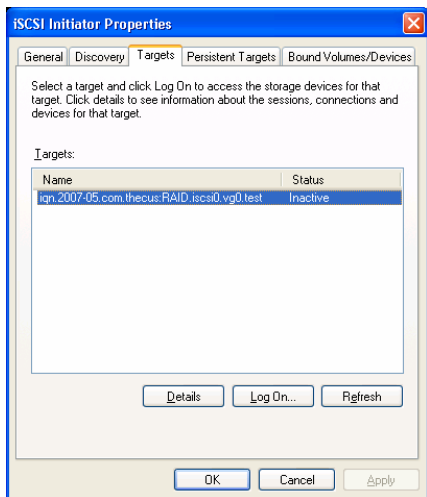 iSCSI Initiator Properties
General Discovery Targets Persistent Targets Bound Volumes/Devices
Select a target and click Log On to access the storage devices for that
target. Click details to see information about the sessions, connections and
devices for that target.
Targets:
Name Status
iqn.2007-05.com.thecus:RAID.iscsi0.vg0.test Inactive
Details Log On... Refresh
OK Cancel Apply